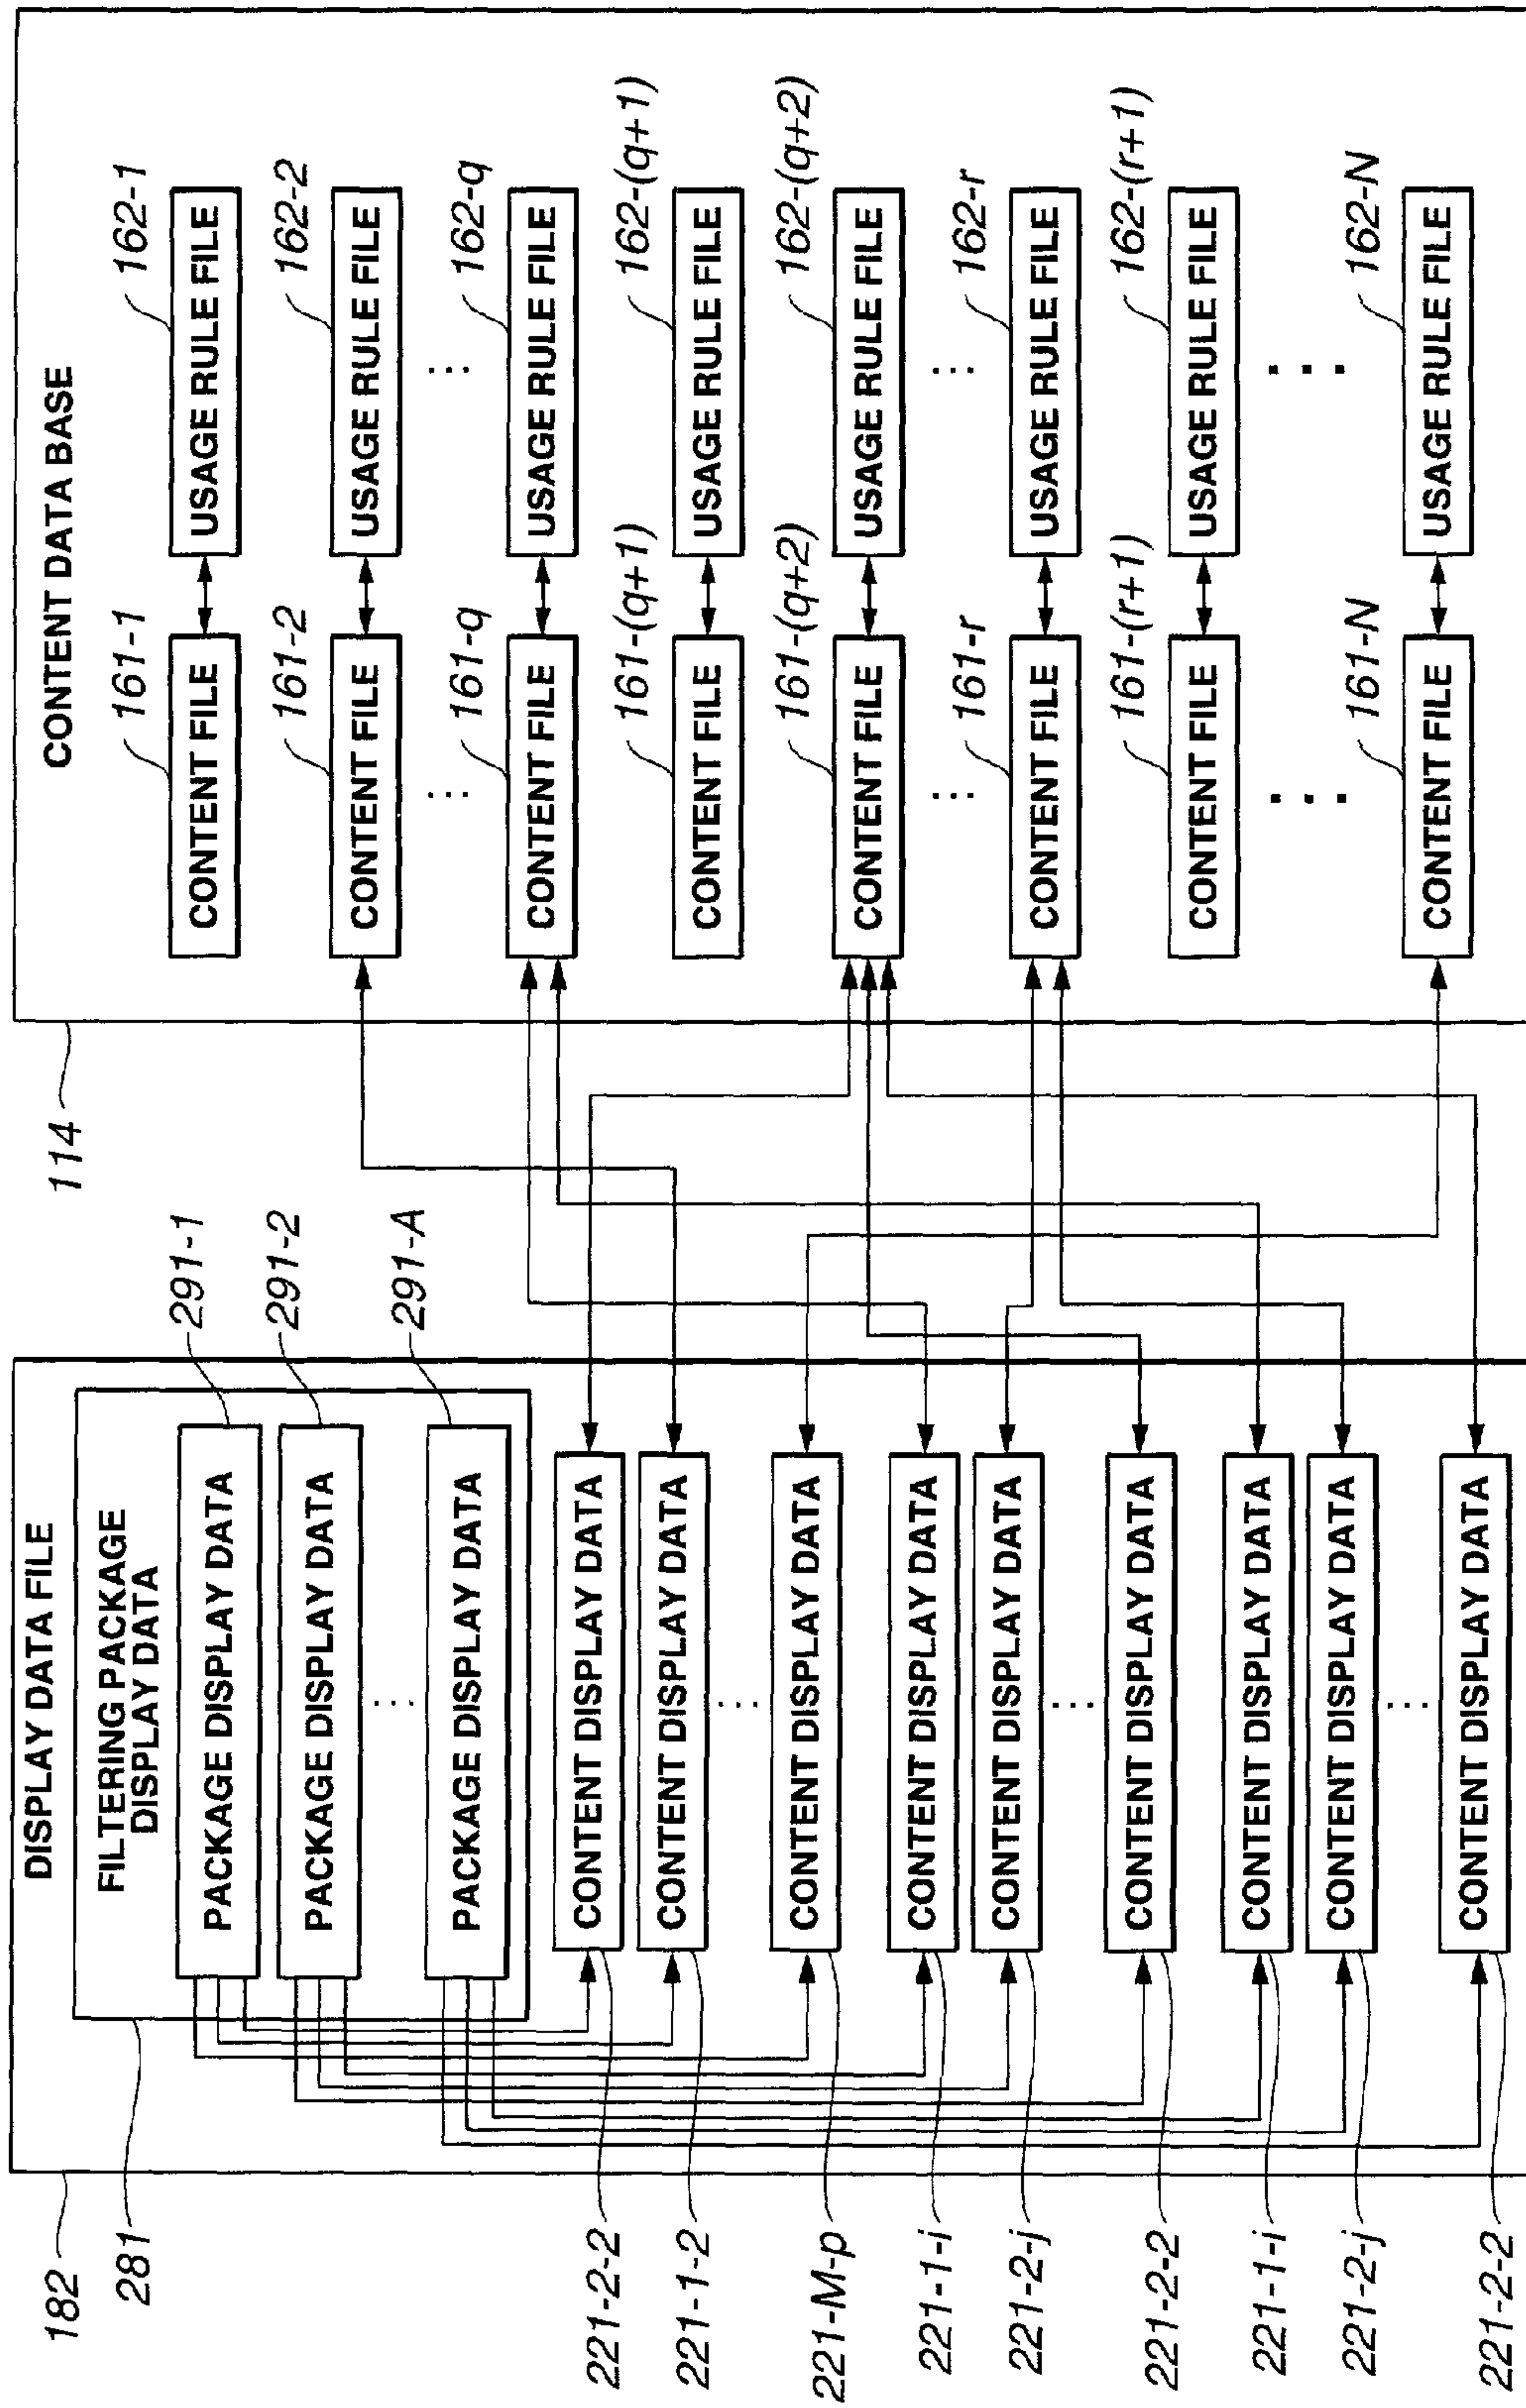 DISPLAY DATA FILE
FILTERING PACKAGE
DISPLAY DATA
PACKAGE DISPLAY DATA
291-1
PACKAGE DISPLAY DATA
291-2
...
PACKAGE DISPLAY DATA
291-A
CONTENT DISPLAY DATA
CONTENT DISPLAY DATA
...
CONTENT DISPLAY DATA
CONTENT DISPLAY DATA
CONTENT DISPLAY DATA
...
CONTENT DISPLAY DATA
CONTENT DISPLAY DATA
CONTENT DISPLAY DATA
...
CONTENT DISPLAY DATA
182
281
221-2-2
221-1-2
221-M-p
221-1-i
221-2-j
221-2-2
221-1-i
221-2-j
221-2-2
114
CONTENT DATA BASE
161-1
162-1
CONTENT FILE
USAGE RULE FILE
161-2
162-2
CONTENT FILE
USAGE RULE FILE
...
...
161-q
162-q
CONTENT FILE
USAGE RULE FILE
161-(q+1)
162-(q+1)
CONTENT FILE
USAGE RULE FILE
161-(q+2)
162-(q+2)
CONTENT FILE
USAGE RULE FILE
...
...
161-r
162-r
CONTENT FILE
USAGE RULE FILE
161-(r+1)
162-(r+1)
CONTENT FILE
USAGE RULE FILE
...
...
161-N
162-N
CONTENT FILE
USAGE RULE FILE